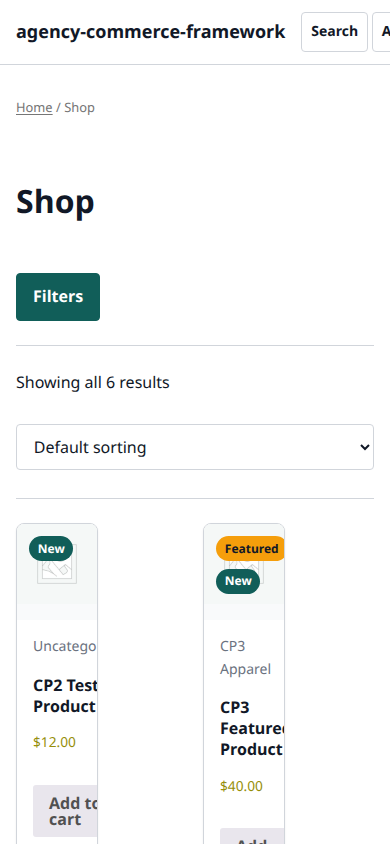 agency-commerce-framework
Search
A
Home / Shop
Shop
Filters
Showing all 6 results
Default sorting
New
Featured
New
Uncatego
CP3
Apparel
CP2 Test
Product
CP3
Featured
Product
$12.00
$40.00
Add to
cart
Add